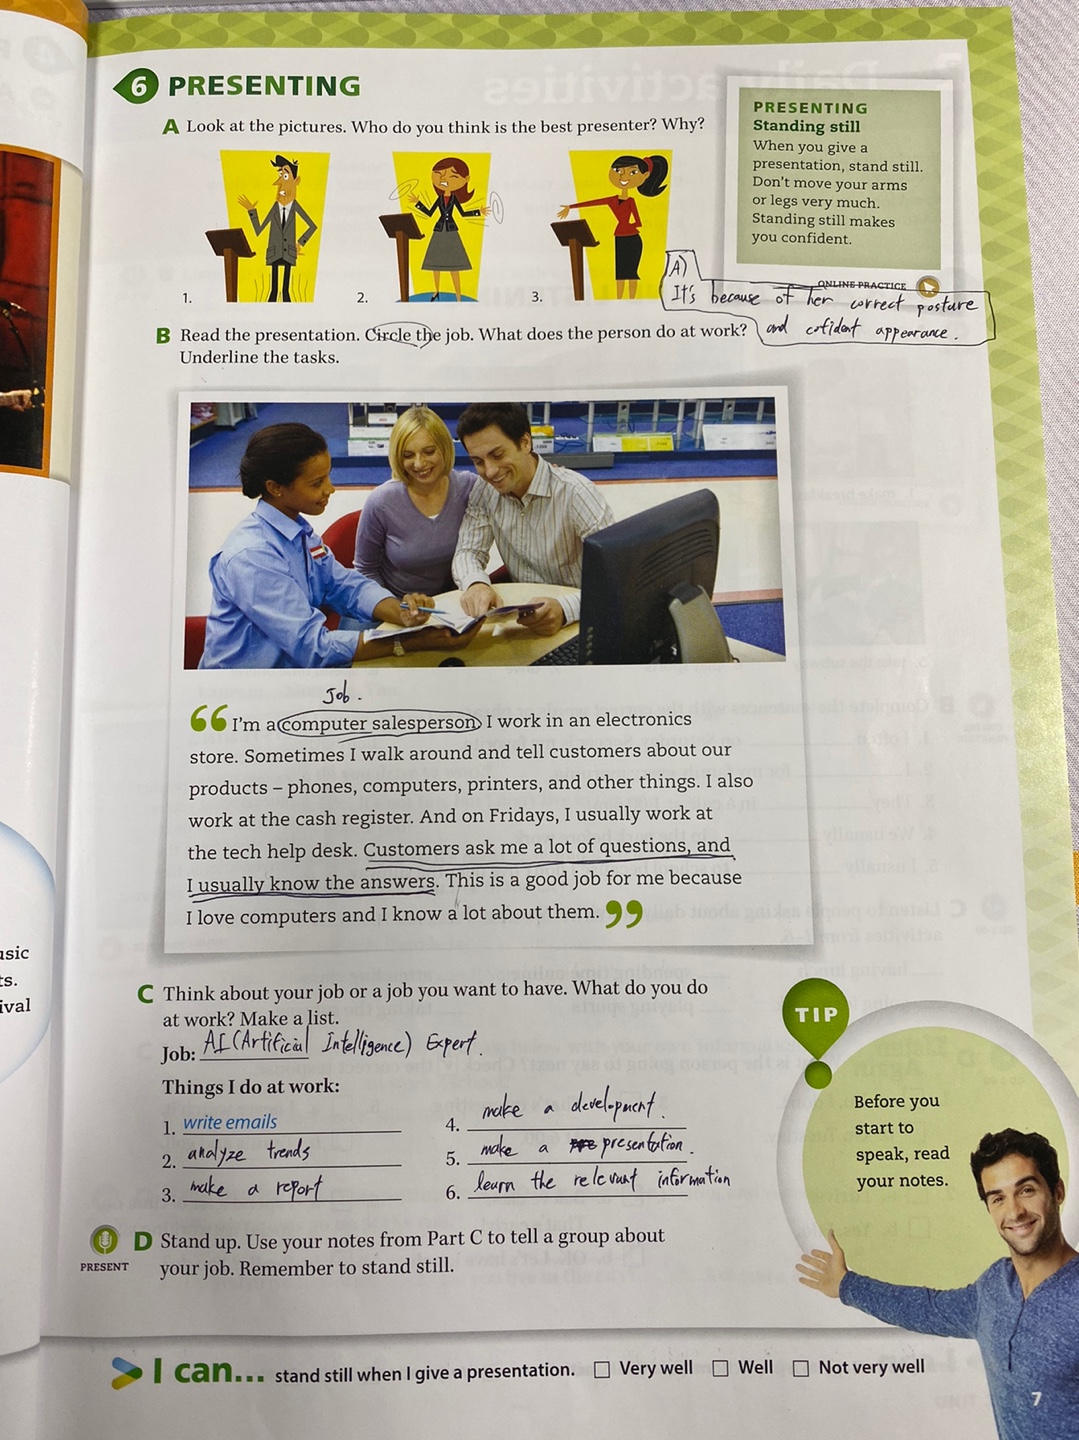 6 PRESENTING
A Look at the pictures. Who do you think is the best presenter? Why?
1.
2.
3.
PRESENTING
Standing still
When you give a
presentation, stand still.
Don't move your arms
or legs very much.
Standing still makes
you confident.
ONLINE PRACTICE
A)
It's because of her correct posture
and cofident appearance.
B Read the presentation. Circle the job. What does the person do at work?
Underline the tasks.
Job.
“I'm a computer salesperson. I work in an electronics
store. Sometimes I walk around and tell customers about our
products – phones, computers, printers, and other things. I also
work at the cash register. And on Fridays, I usually work at
the tech help desk. Customers ask me a lot of questions, and
I usually know the answers. This is a good job for me because
I love computers and I know a lot about them.”
C Think about your job or a job you want to have. What do you do
at work? Make a list.
Job: AI (Artificial Intelligence) Expert.
Things I do at work:
1. write emails
2. analyze trends
3. make a report
4. make a development.
5. make a presentation.
6. learn the relevant information
TIP
Before you
start to
speak, read
your notes.
PRESENT
D Stand up. Use your notes from Part C to tell a group about
your job. Remember to stand still.
I can... stand still when I give a presentation. Very well Well Not very well
7
usic
ts.
ival